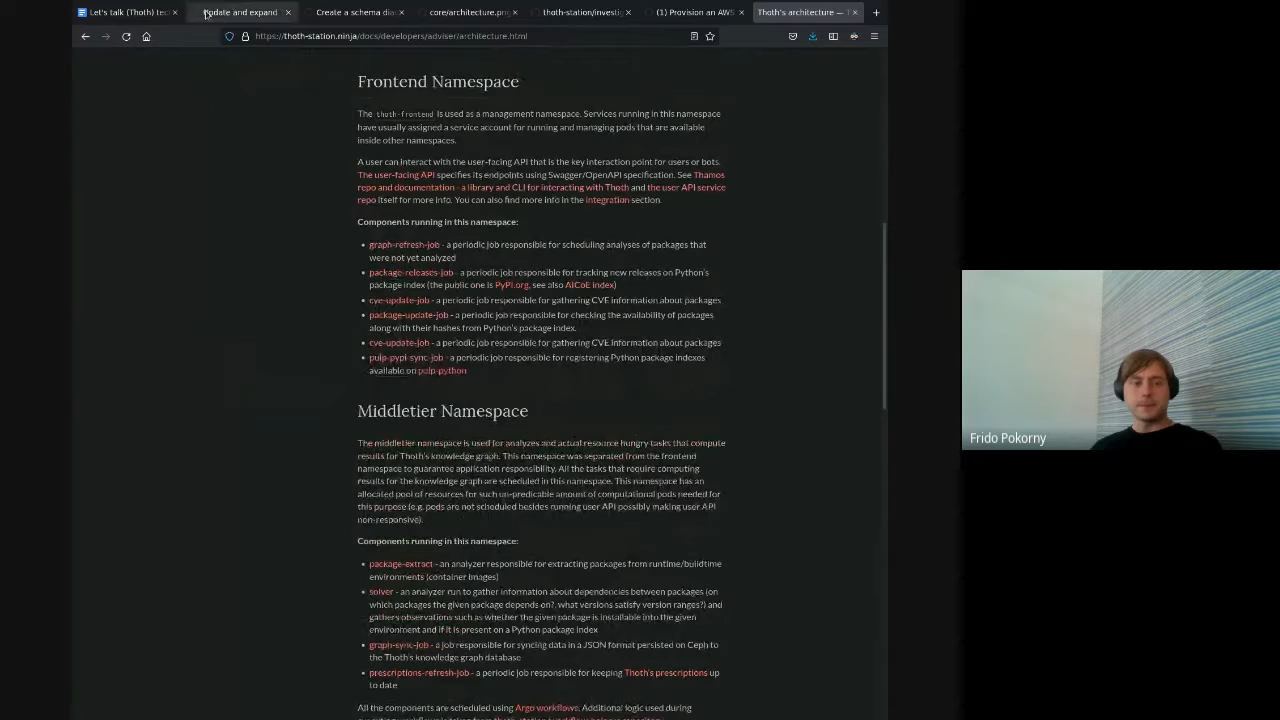 Let's talk (Thoth) tec
Update and expand
Create a schema dia
core/architecture.png
thoth-station/investig
(1) Provision an AWS
Thoth's architecture — T
https://thoth-station.ninja/docs/developers/adviser/architecture.html
Frontend Namespace
The thoth-frontend is used as a management namespace. Services running in this namespace
have usually assigned a service account for running and managing pods that are available
inside other namespaces.
A user can interact with the user-facing API that is the key interaction point for users or bots.
The user-facing API specifies its endpoints using Swagger/OpenAPI specification. See Thamos
repo and documentation - a library and CLI for interacting with Thoth and the user API service
repo itself for more info. You can also find more info in the integration section.
Components running in this namespace:
• graph-refresh-job - a periodic job responsible for scheduling analyses of packages that
were not yet analyzed
• package-releases-job - a periodic job responsible for tracking new releases on Python's
package index (the public one is PyPI.org, see also AICoE index)
• cve-update-job - a periodic job responsible for gathering CVE information about packages
• package-update-job - a periodic job responsible for checking the availability of packages
along with their hashes from Python's package index.
• cve-update-job - a periodic job responsible for gathering CVE information about packages
• pulp-pypi-sync-job - a periodic job responsible for registering Python package indexes
available on pulp-python
Middletier Namespace
The middletier namespace is used for analyzes and actual resource hungry tasks that compute
results for Thoth's knowledge graph. This namespace was separated from the frontend
namespace to guarantee application responsibility. All the tasks that require computing
results for the knowledge graph are scheduled in this namespace. This namespace has an
allocated pool of resources for such un-predicable amount of computational pods needed for
this purpose (e.g. pods are not scheduled besides running user API possibly making user API
non-responsive).
Components running in this namespace:
• package-extract - an analyzer responsible for extracting packages from runtime/buildtime
environments (container images)
• solver - an analyzer run to gather information about dependencies between packages (on
which packages the given package depends on?, what versions satisfy version ranges?) and
gathers observations such as whether the given package is installable into the given
environment and if it is present on a Python package index
• graph-sync-job - a job responsible for syncing data in a JSON format persisted on Ceph to
the Thoth's knowledge graph database
• prescriptions-refresh-job - a periodic job responsible for keeping Thoth's prescriptions up
to date
All the components are scheduled using Argo workflows. Additional logic used during
Frido Pokorny